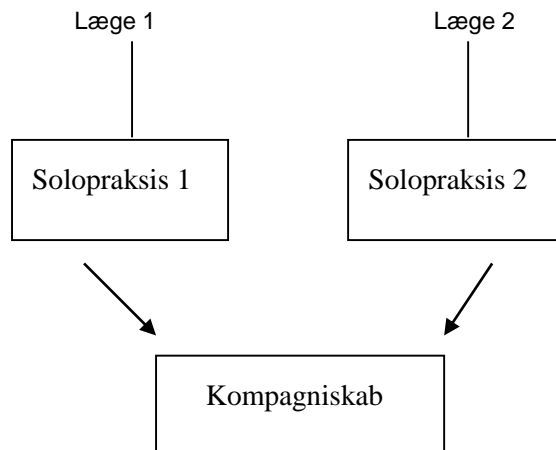 Læge 1
Læge 2
Solopraksis 1
Solopraksis 2
Kompagniskab